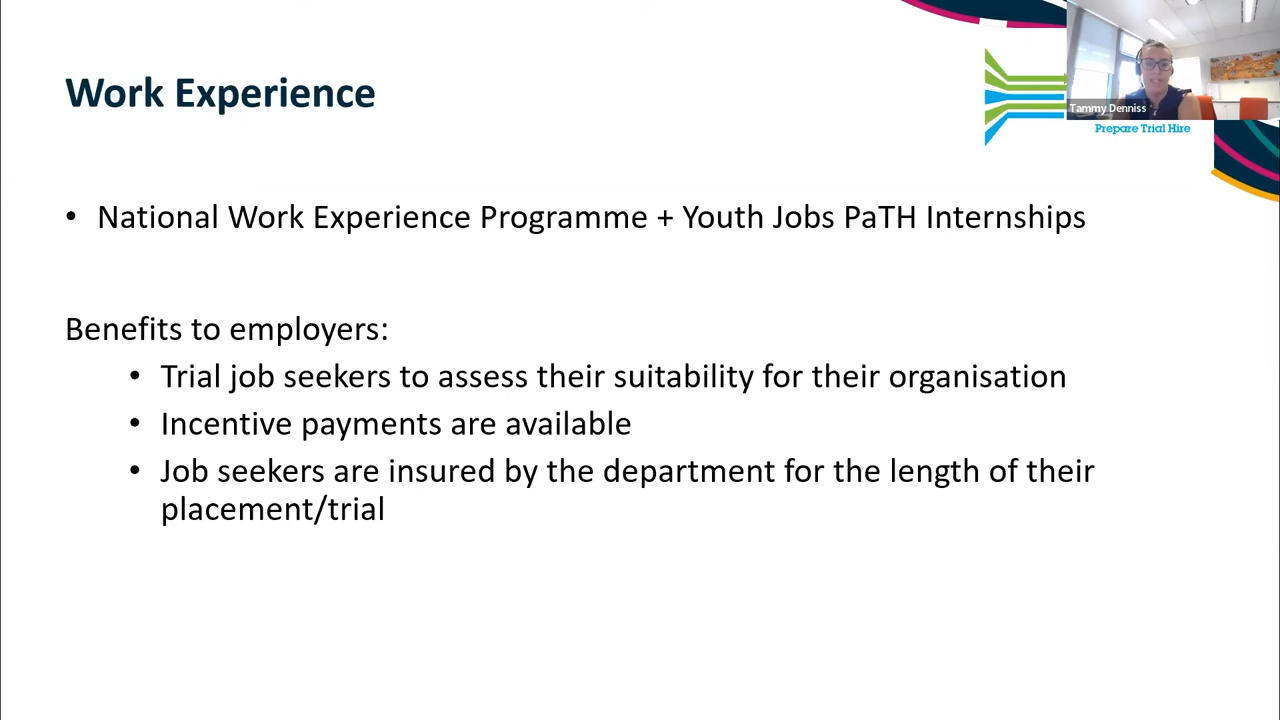 Work Experience
Tammy Denniss
Prepare Trial Hire
• National Work Experience Programme + Youth Jobs PaTH Internships
Benefits to employers:
• Trial job seekers to assess their suitability for their organisation
• Incentive payments are available
• Job seekers are insured by the department for the length of their
placement/trial